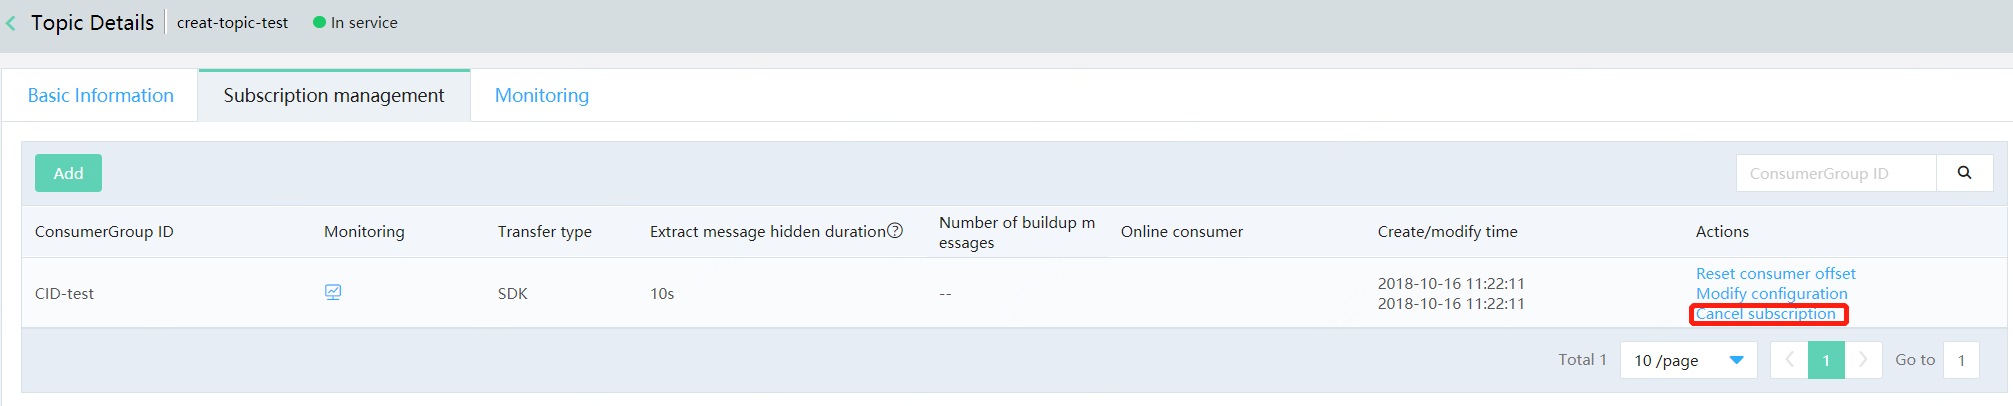 Topic Details creat-topic-test In service
Basic Information Subscription management Monitoring
Add ConsumerGroup ID
ConsumerGroup ID Monitoring Transfer type Extract message hidden duration? Number of buildup m Online consumer Create/modify time Actions
essages
Reset consumer offset
CID-test SDK 10s -- 2018-10-16 11:22:11 Modify configuration
2018-10-16 11:22:11 Cancel subscription
Total 1 10 /page 1 Go to 1